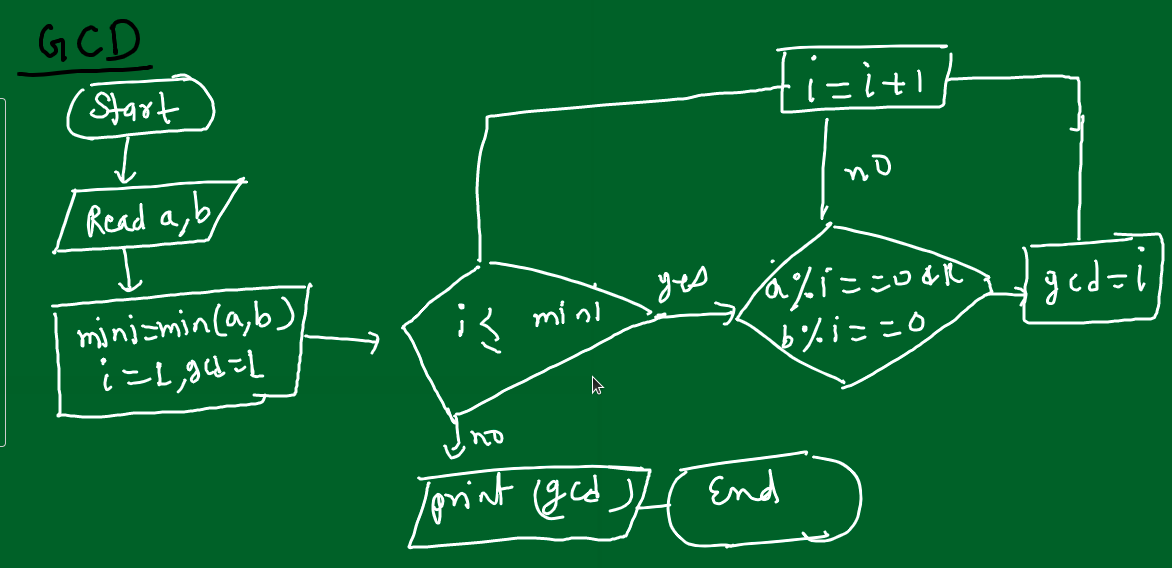 GCD
Start
Read a,b
mini=min(a,b)
i=1,gcd=1
i≤ mini
yes
no
print (gcd)
End
i=i+1
no
a%i==0 &&
b%i==0
gcd=i